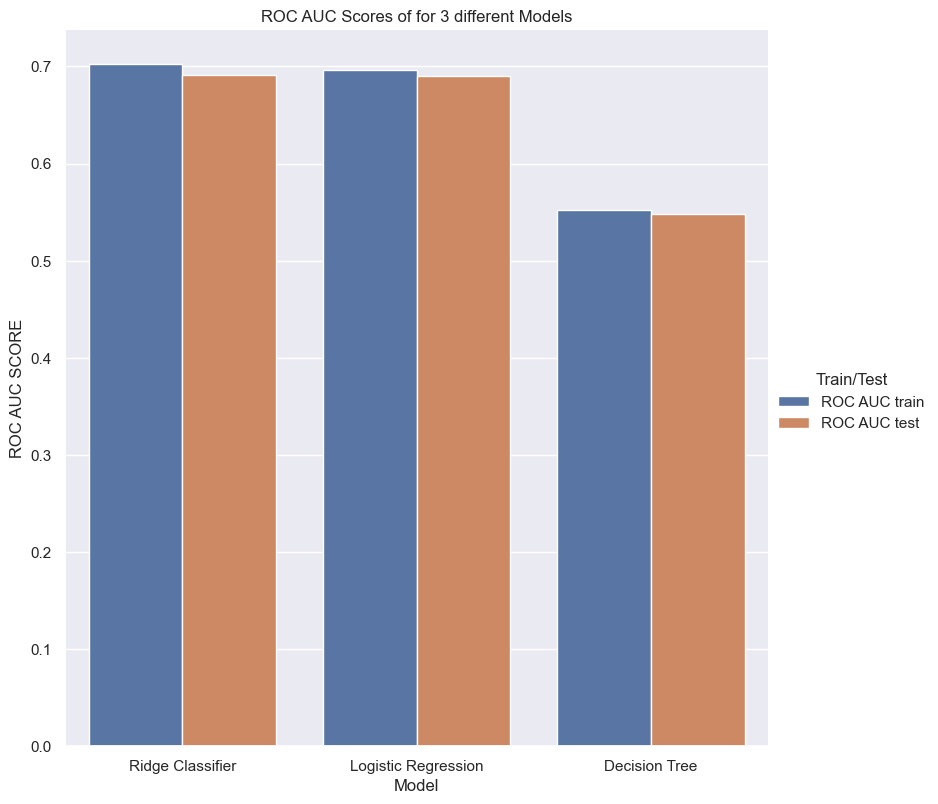 ROC AUC Scores of for 3 different Models
ROC AUC SCORE
0.7
0.6
0.5
0.4
0.3
0.2
0.1
0.0
Ridge Classifier
Logistic Regression
Decision Tree
Model
Train/Test
ROC AUC train
ROC AUC test